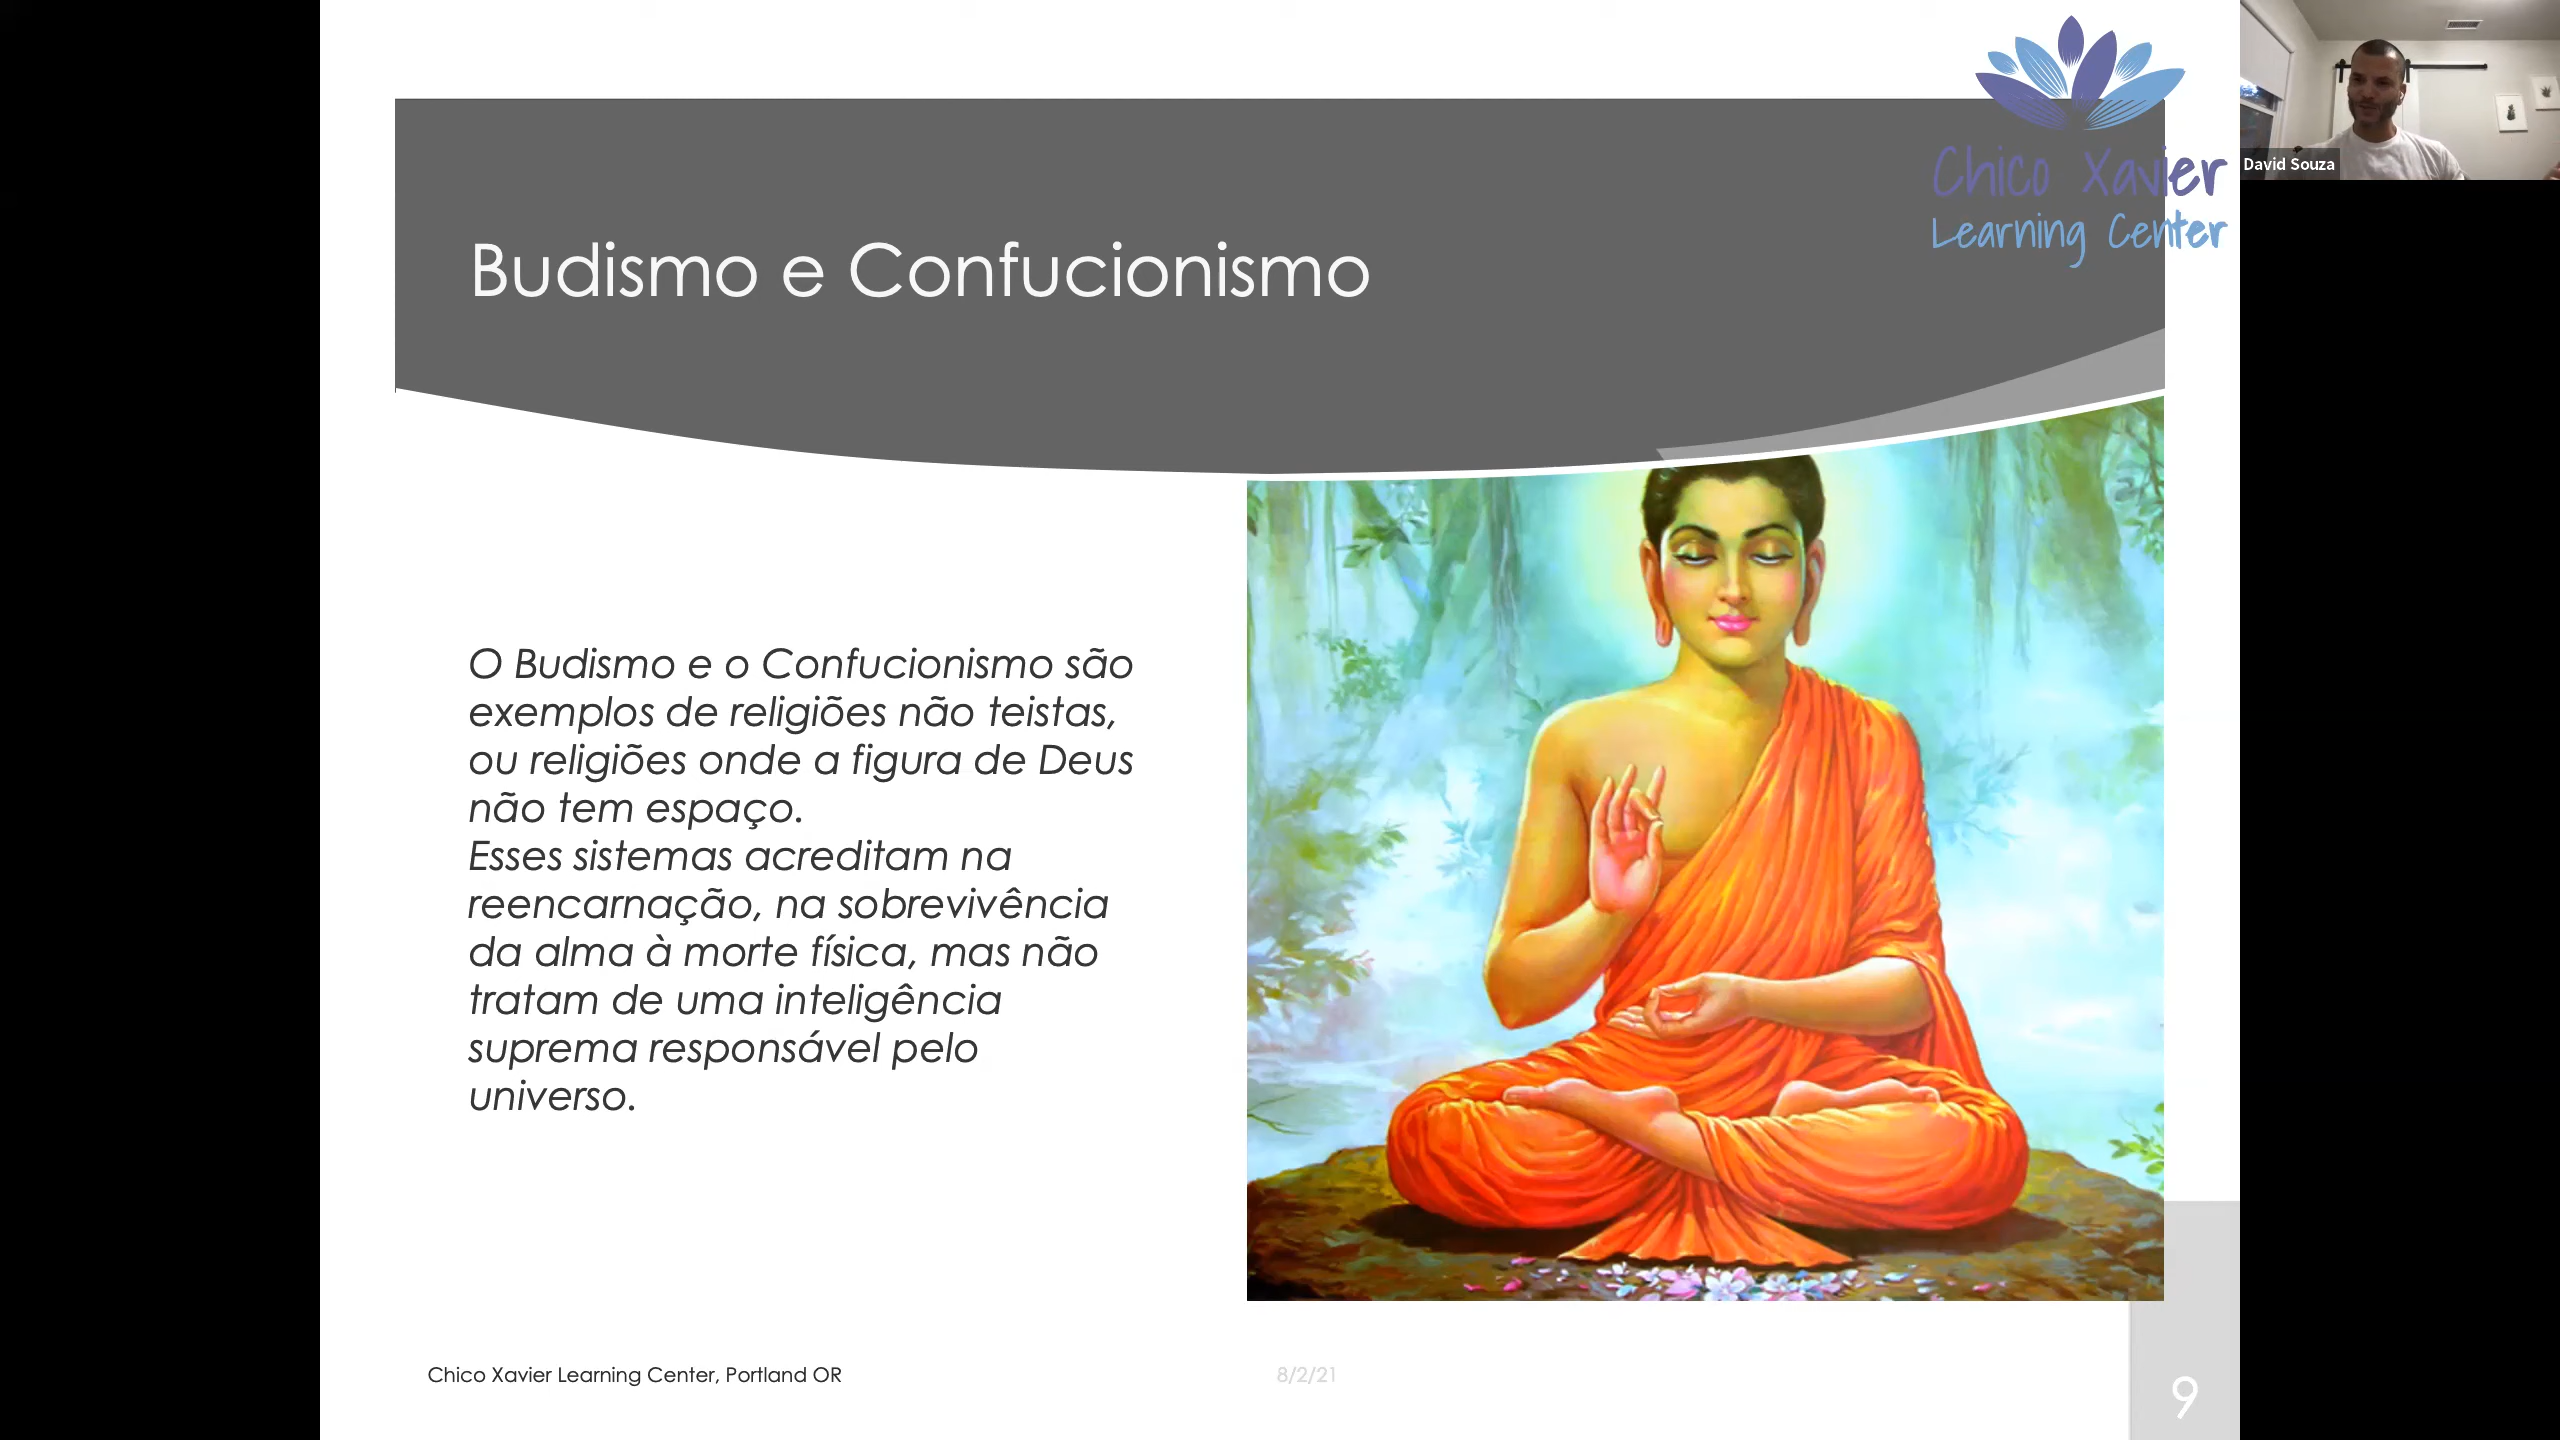 Chico Xavier
Learning Center
David Souza
Budismo e Confucionismo
O Budismo e o Confucionismo são
exemplos de religiões não teistas,
ou religiões onde a figura de Deus
não tem espaço.
Esses sistemas acreditam na
reencarnação, na sobrevivência
da alma à morte física, mas não
tratam de uma inteligência
suprema responsável pelo
universo.
Chico Xavier Learning Center, Portland OR
8/2/21
9